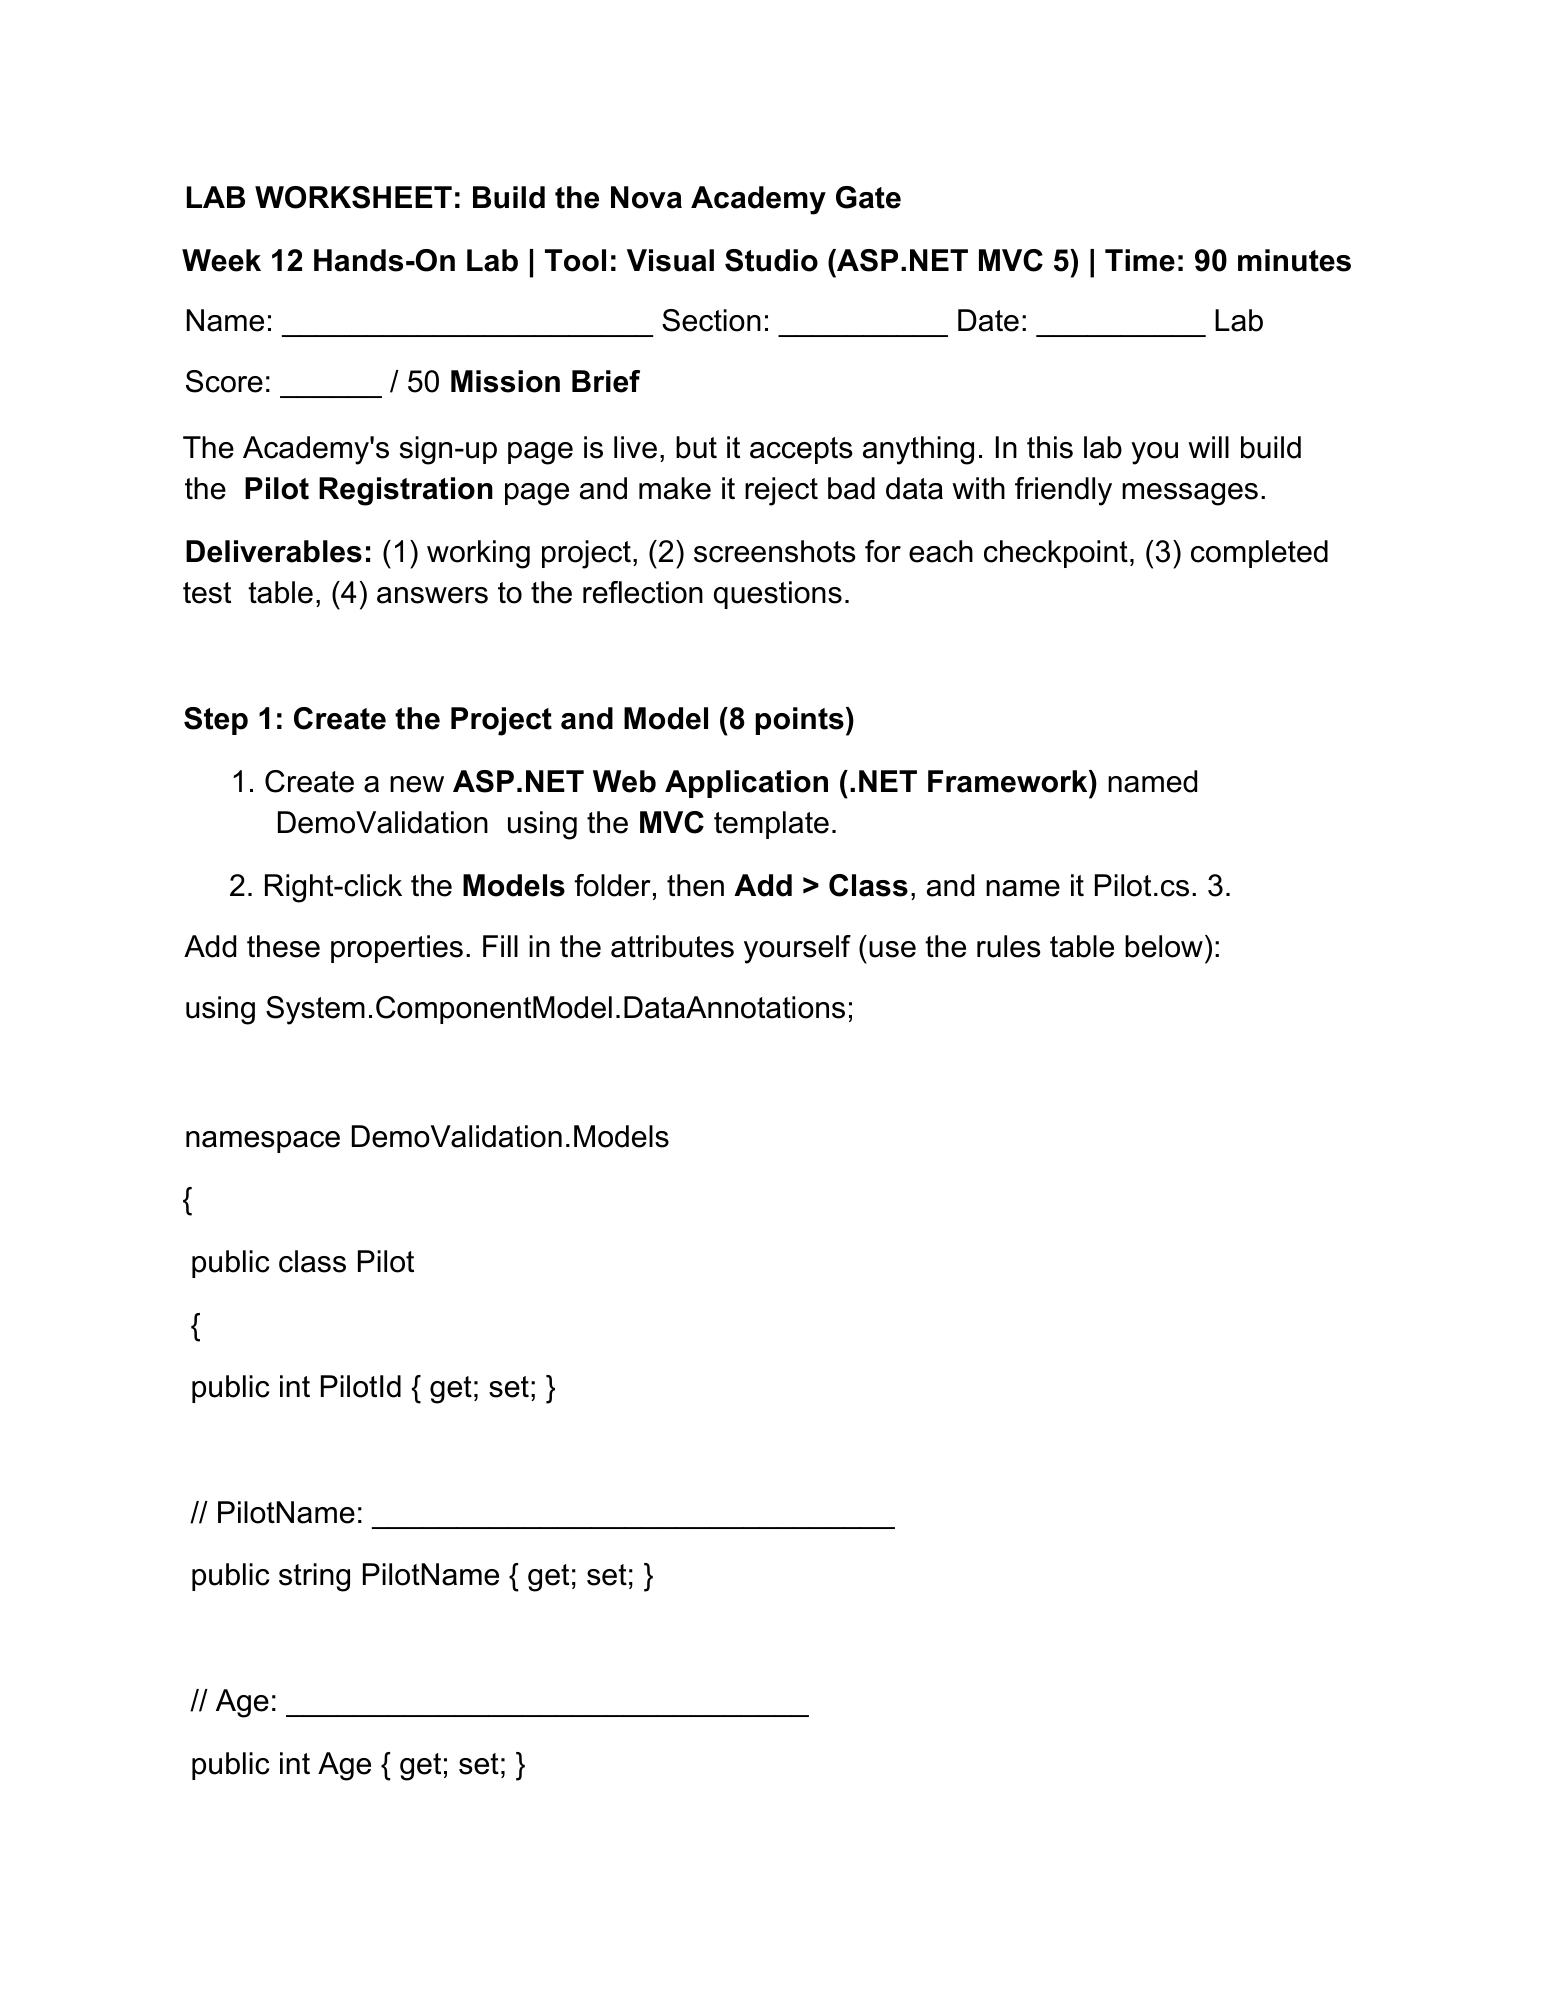 LAB WORKSHEET: Build the Nova Academy Gate
Week 12 Hands-On Lab | Tool: Visual Studio (ASP.NET MVC 5) | Time: 90 minutes
Name: ______________________ Section: __________ Date: __________ Lab
Score: ______ / 50 Mission Brief
The Academy's sign-up page is live, but it accepts anything. In this lab you will build
the Pilot Registration page and make it reject bad data with friendly messages.
Deliverables: (1) working project, (2) screenshots for each checkpoint, (3) completed
test table, (4) answers to the reflection questions.
Step 1: Create the Project and Model (8 points)
1. Create a new ASP.NET Web Application (.NET Framework) named
DemoValidation using the MVC template.
2. Right-click the Models folder, then Add > Class, and name it Pilot.cs. 3.
Add these properties. Fill in the attributes yourself (use the rules table below):
using System.ComponentModel.DataAnnotations;
namespace DemoValidation.Models
{
public class Pilot
{
public int PilotId { get; set; }
// PilotName: _______________________________
public string PilotName { get; set; }
// Age: _______________________________
public int Age { get; set; }